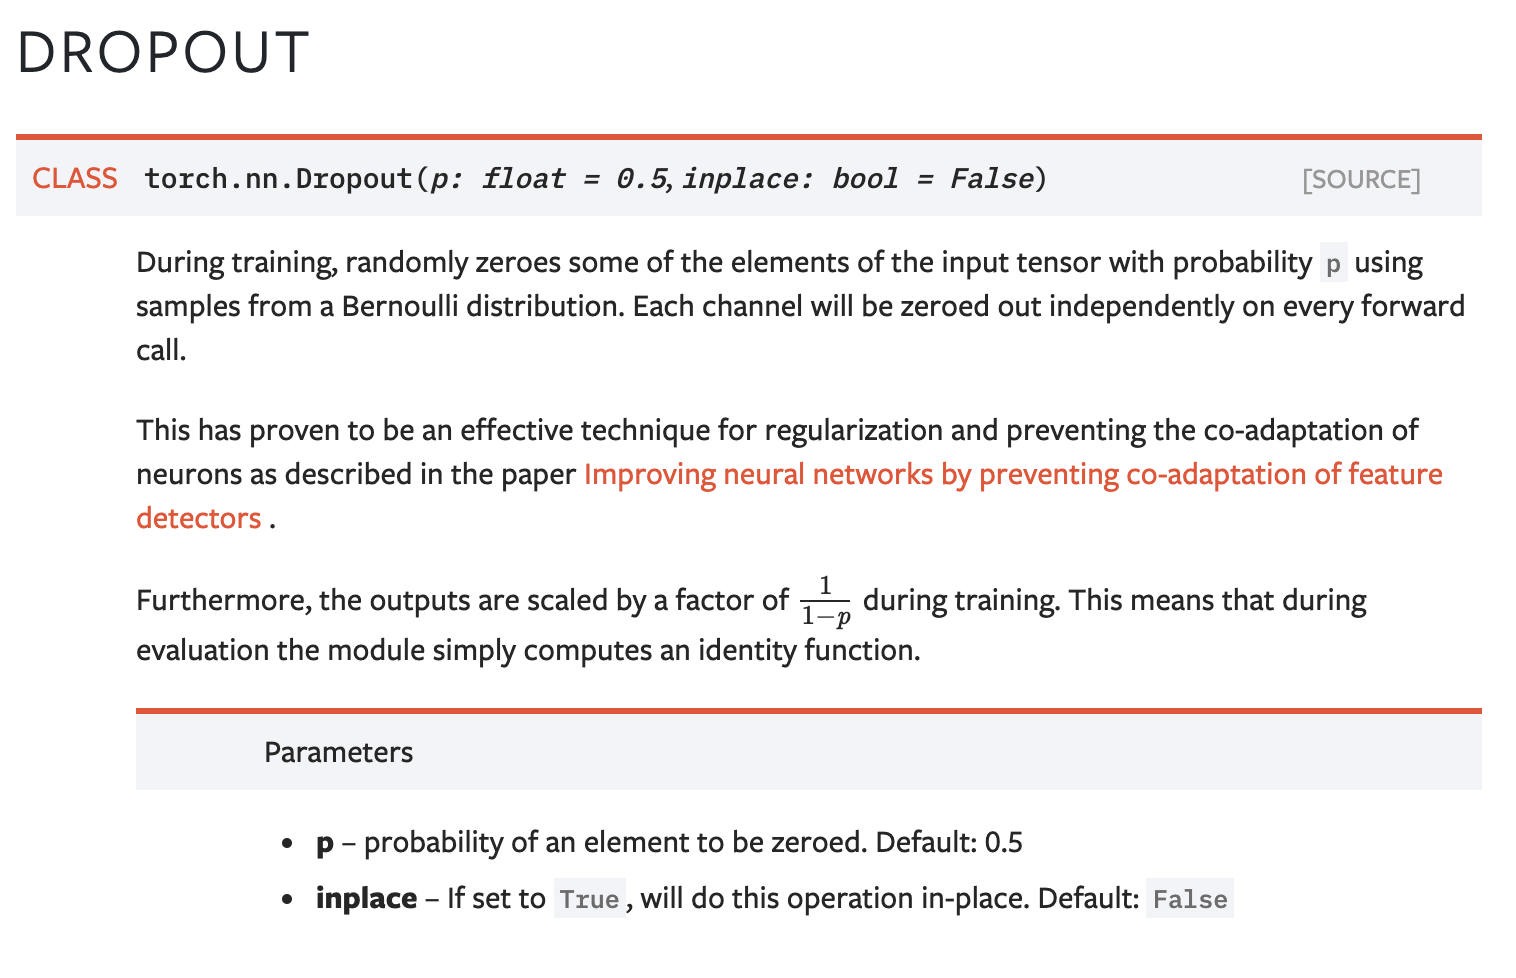 DROPOUT
CLASS torch.nn.Dropout(p: float = 0.5, inplace: bool = False) [SOURCE]
During training, randomly zeroes some of the elements of the input tensor with probability p using
samples from a Bernoulli distribution. Each channel will be zeroed out independently on every forward
call.
This has proven to be an effective technique for regularization and preventing the co-adaptation of
neurons as described in the paper Improving neural networks by preventing co-adaptation of feature
detectors .
Furthermore, the outputs are scaled by a factor of 1/(1−p) during training. This means that during
evaluation the module simply computes an identity function.
Parameters
• p – probability of an element to be zeroed. Default: 0.5
• inplace – If set to True , will do this operation in-place. Default: False